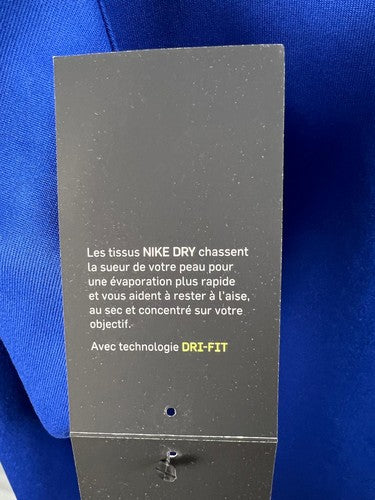 Les tissus NIKE DRY chassent
la sueur de votre peau pour
une évaporation plus rapide
et vous aident à rester à l'aise,
au sec et concentré sur votre
objectif.
Avec technologie DRI-FIT